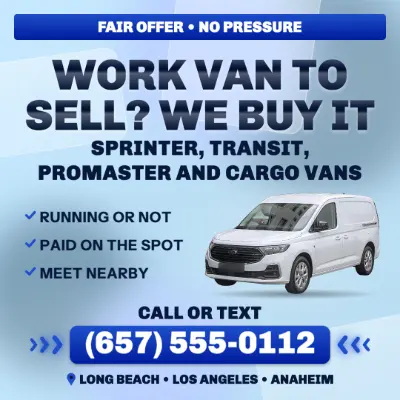 FAIR OFFER • NO PRESSURE
WORK VAN TO
SELL? WE BUY IT
SPRINTER, TRANSIT,
PROMASTER AND CARGO VANS
RUNNING OR NOT
PAID ON THE SPOT
MEET NEARBY
CALL OR TEXT
(657) 555-0112
LONG BEACH • LOS ANGELES • ANAHEIM